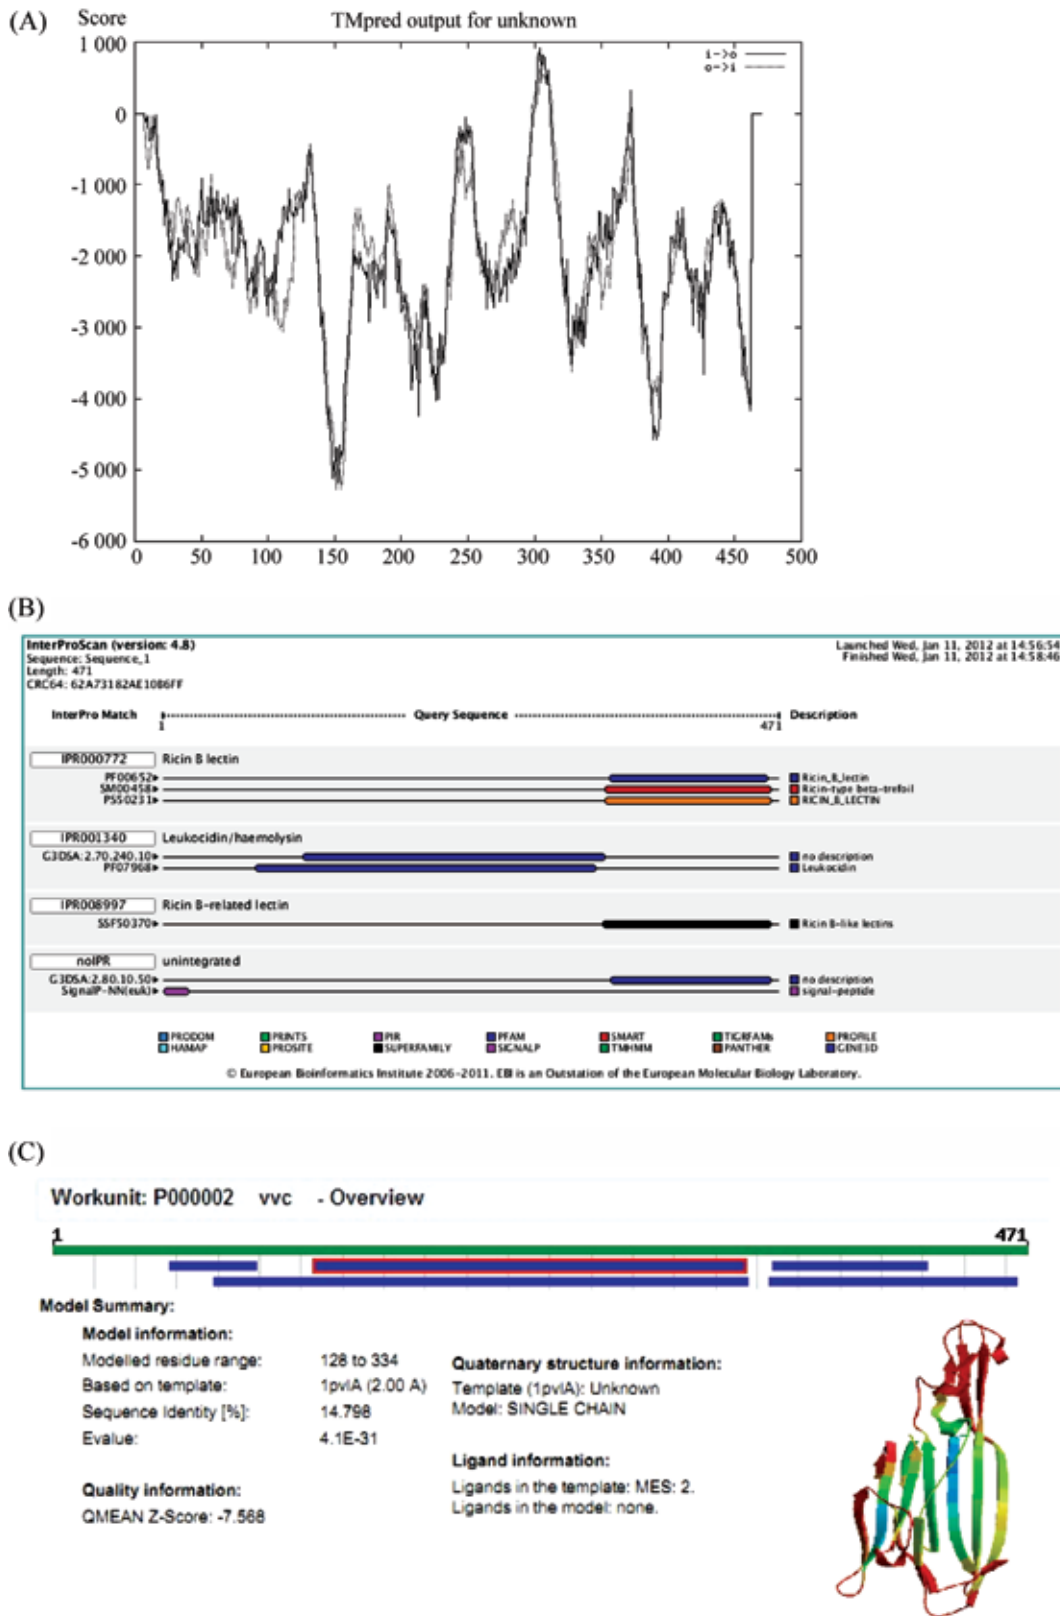 (A)
Score
TMpred output for unknown
1 000
0
-1 000
-2 000
-3 000
-4 000
-5 000
-6 000
i->o
o->i
0 50 100 150 200 250 300 350 400 450 500
(B)
InterProScan (version: 4.8)
Sequence: Sequence_1
Length: 471
CRC64: 62A73182AE10B6FF
Launched Wed, Jan 11, 2012 at 14:56:54
Finished Wed, Jan 11, 2012 at 14:58:46
InterPro Match Query Sequence Description
1 471
IPR000772 Ricin B lectin
PF00652 Ricin_B_lectin
SM00458 Ricin-type beta-trefoil
PS50231 RICIN_B_LECTIN
IPR001340 Leukocidin/haemolysin
G3DSA:2.70.240.10 no description
PF07968 Leukocidin
IPR008997 Ricin B-related lectin
SSF50370 Ricin B-like lectins
noIPR unintegrated
G3DSA:2.80.10.50 no description
SignalP-NN(euk) signal-peptide
PRODOM PRINTS PIR PFAM SMART TIGRFAMs PROFILE
HAMAP PROSITE SUPERFAMILY SIGNALP TMHMM PANTHER GENE3D
© European Bioinformatics Institute 2006-2011. EBI is an Outstation of the European Molecular Biology Laboratory.
(C)
Workunit: P000002 vvc - Overview
1 471
Model Summary:
Model information:
Modelled residue range: 128 to 334
Based on template: 1pvlA (2.00 A)
Sequence Identity [%]: 14.798
Evalue: 4.1E-31
Quality information:
QMEAN Z-Score: -7.568
Quaternary structure information:
Template (1pvlA): Unknown
Model: SINGLE CHAIN
Ligand information:
Ligands in the template: MES: 2.
Ligands in the model: none.